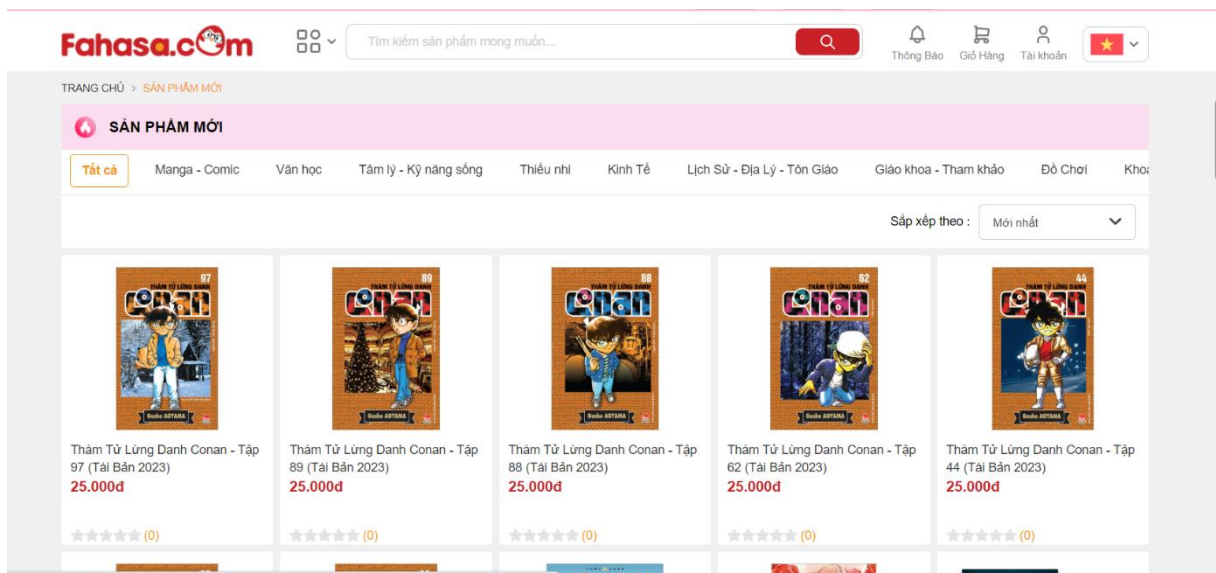 Fahasa.com
Tìm kiếm sản phẩm mong muốn...
Thông Báo
Giỏ Hàng
Tài khoản
TRANG CHỦ > SẢN PHẨM MỚI
SẢN PHẨM MỚI
Tất cả Manga - Comic Văn học Tâm lý - Kỹ năng sống Thiếu nhi Kinh Tế Lịch Sử - Địa Lý - Tôn Giáo Giáo khoa - Tham khảo Đồ Chơi Khoa
Sắp xếp theo : Mới nhất
97
THÁM TỬ LỪNG DANH
Conan
Gosho AOYAMA
89
THÁM TỬ LỪNG DANH
Conan
Gosho AOYAMA
88
THÁM TỬ LỪNG DANH
Conan
Gosho AOYAMA
62
THÁM TỬ LỪNG DANH
Conan
Gosho AOYAMA
44
THÁM TỬ LỪNG DANH
Conan
Gosho AOYAMA
Thám Tử Lừng Danh Conan - Tập
97 (Tái Bản 2023)
25.000đ
(0)
Thám Tử Lừng Danh Conan - Tập
89 (Tái Bản 2023)
25.000đ
(0)
Thám Tử Lừng Danh Conan - Tập
88 (Tái Bản 2023)
25.000đ
(0)
Thám Tử Lừng Danh Conan - Tập
62 (Tái Bản 2023)
25.000đ
(0)
Thám Tử Lừng Danh Conan - Tập
44 (Tái Bản 2023)
25.000đ
(0)